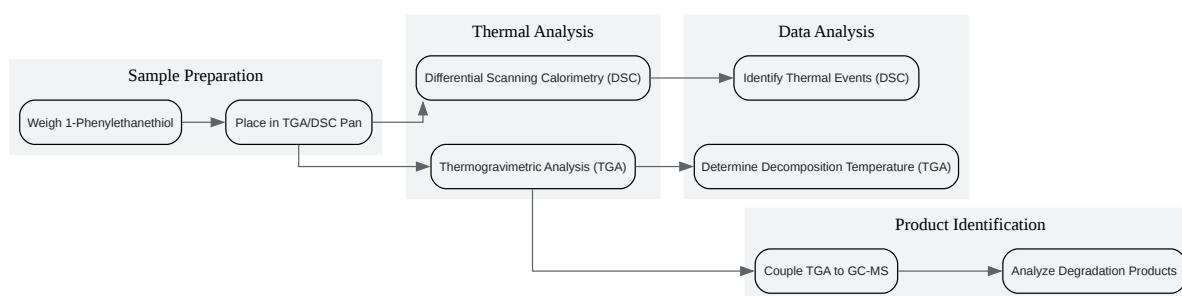 Sample Preparation
Weigh 1-Phenylethanethiol
Place in TGA/DSC Pan
Thermal Analysis
Differential Scanning Calorimetry (DSC)
Thermogravimetric Analysis (TGA)
Data Analysis
Identify Thermal Events (DSC)
Determine Decomposition Temperature (TGA)
Product Identification
Couple TGA to GC-MS
Analyze Degradation Products